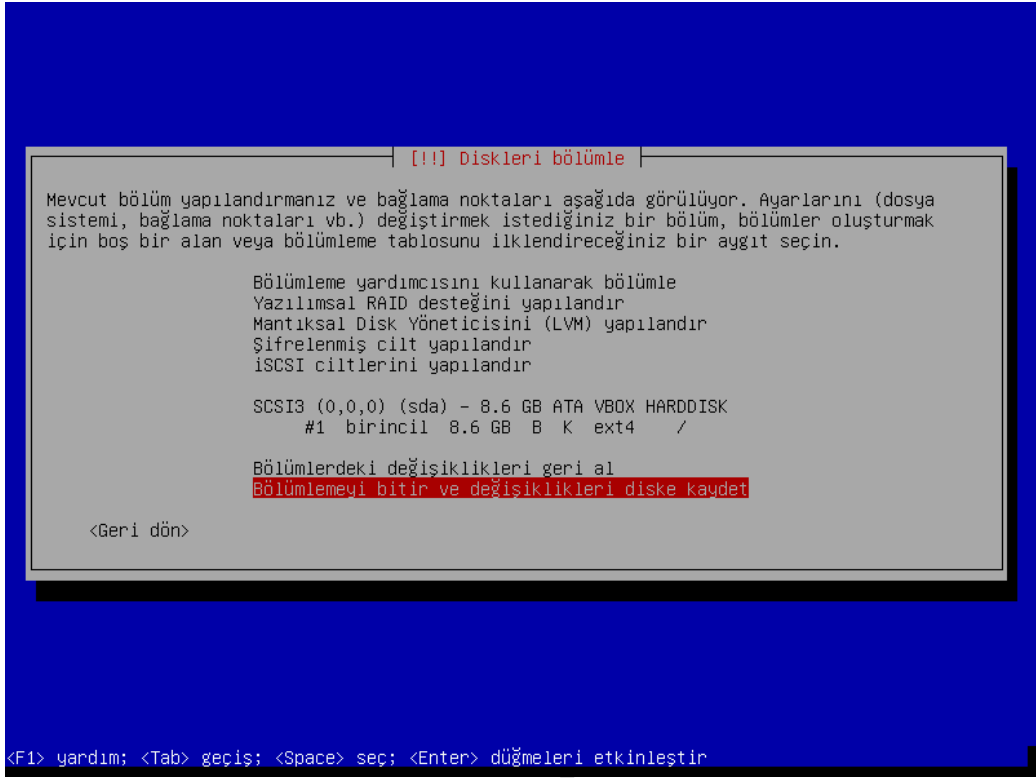 [!!] Diskleri bölümle
Mevcut bölüm yapılandırmanız ve bağlama noktaları aşağıda görülüyor. Ayarlarını (dosya
sistemi, bağlama noktaları vb.) değiştirmek istediğiniz bir bölüm, bölümler oluşturmak
için boş bir alan veya bölümleme tablosunu ilklendireceğiniz bir aygıt seçin.
Bölümleme yardımcısını kullanarak bölümle
Yazılımsal RAID desteğini yapılandır
Mantıksal Disk Yöneticisini (LVM) yapılandır
Şifrelenmiş cilt yapılandır
iSCSI ciltlerini yapılandır
SCSI3 (0,0,0) (sda) - 8.6 GB ATA VBOX HARDDISK
#1 birincil 8.6 GB B K ext4 /
Bölümlerdeki değişiklikleri geri al
Bölümlemeyi bitir ve değişiklikleri diske kaydet
<Geri dön>
<F1> yardım; <Tab> geçiş; <Space> seç; <Enter> düğmeleri etkinleştir